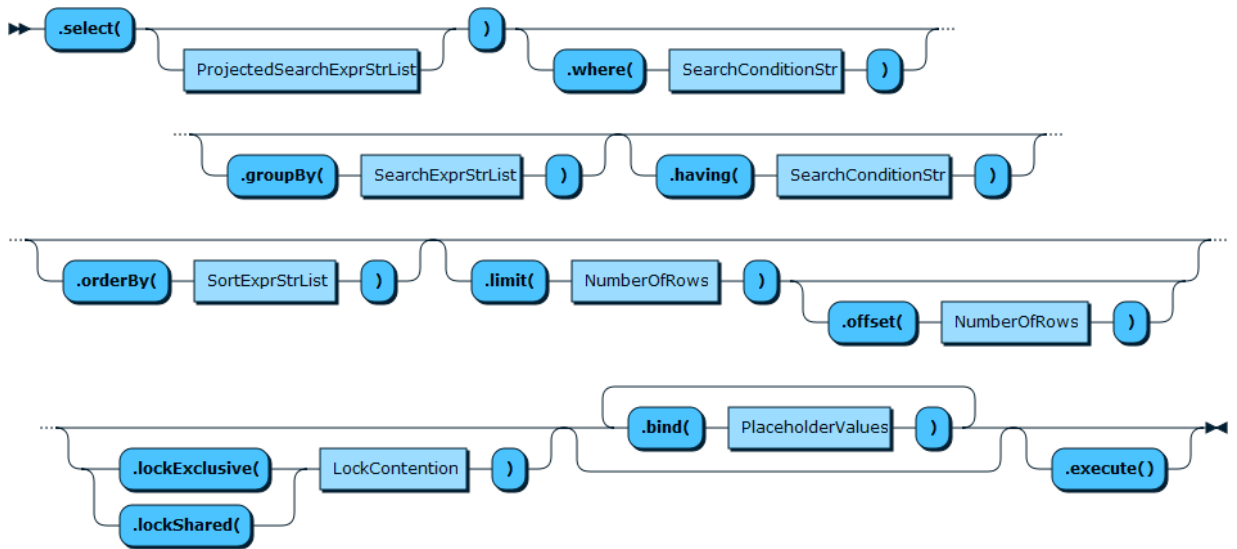 .select( ProjectedSearchExprStrList ) .where( SearchConditionStr )
.groupBy( SearchExprStrList ) .having( SearchConditionStr )
.orderBy( SortExprStrList ) .limit( NumberOfRows )
.offset( NumberOfRows )
.bind( PlaceholderValues )
.lockExclusive( LockContention ) .execute()
.lockShared(